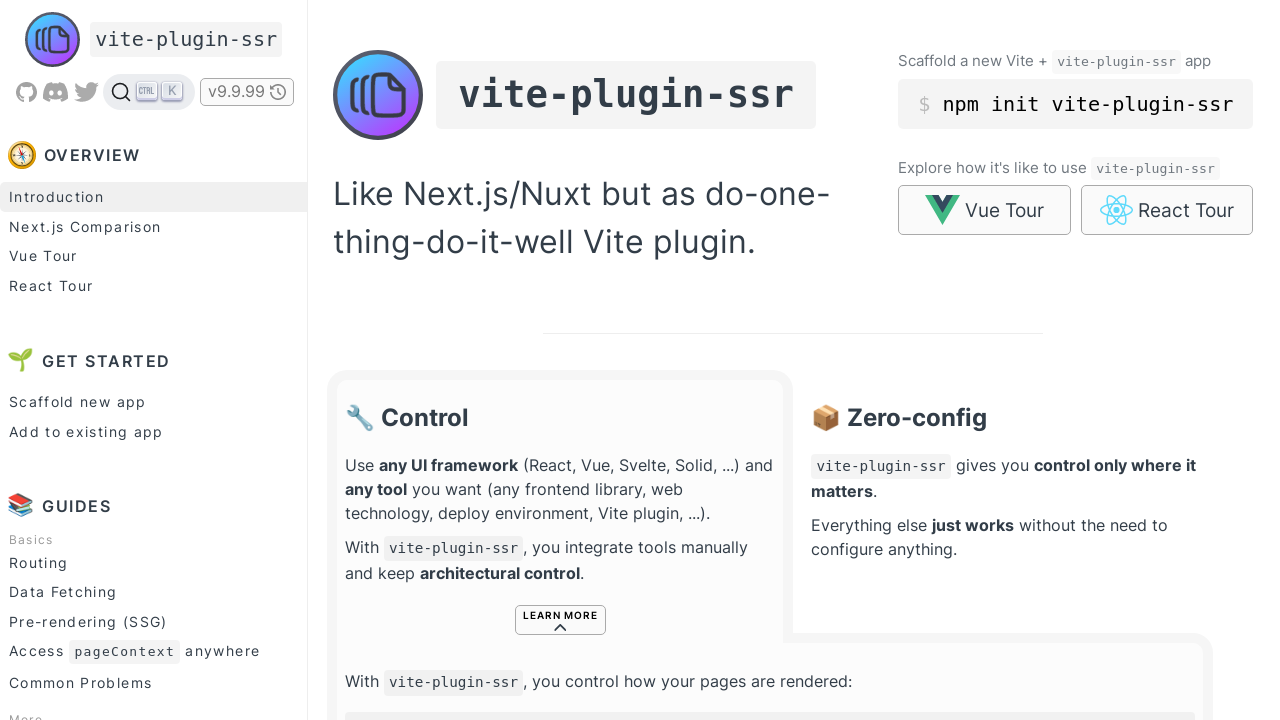 vite-plugin-ssr
CTRL K v9.9.99
OVERVIEW
Introduction
Next.js Comparison
Vue Tour
React Tour
GET STARTED
Scaffold new app
Add to existing app
GUIDES
Basics
Routing
Data Fetching
Pre-rendering (SSG)
Access pageContext anywhere
Common Problems
More
vite-plugin-ssr
Like Next.js/Nuxt but as do-one-
thing-do-it-well Vite plugin.
Scaffold a new Vite + vite-plugin-ssr app
$ npm init vite-plugin-ssr
Explore how it's like to use vite-plugin-ssr
Vue Tour
React Tour
🔧 Control
Use any UI framework (React, Vue, Svelte, Solid, ...) and
any tool you want (any frontend library, web
technology, deploy environment, Vite plugin, ...).
With vite-plugin-ssr, you integrate tools manually
and keep architectural control.
LEARN MORE
📦 Zero-config
vite-plugin-ssr gives you control only where it
matters.
Everything else just works without the need to
configure anything.
With vite-plugin-ssr, you control how your pages are rendered: